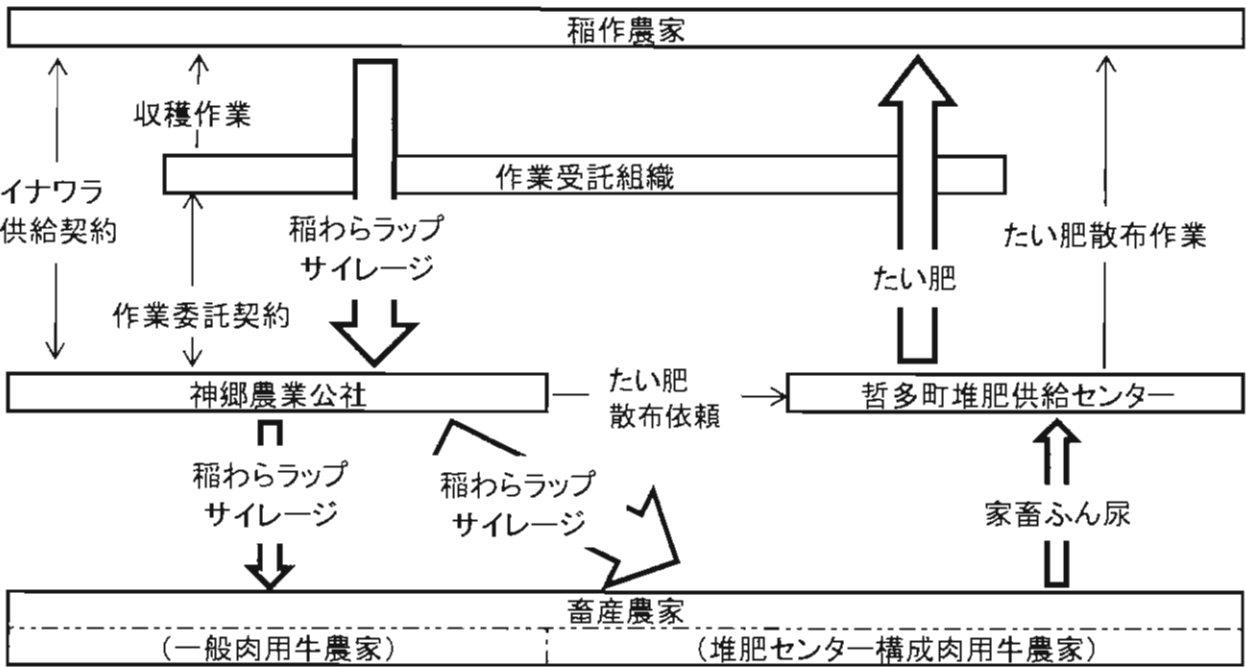 稲作農家
収穫作業
作業受託組織
イナワラ
供給契約
稲わらラップ
サイレージ
たい肥
たい肥散布作業
作業委託契約
神郷農業公社
たい肥
散布依頼
哲多町堆肥供給センター
稲わらラップ
サイレージ
稲わらラップ
サイレージ
家畜ふん尿
畜産農家
(一般肉用牛農家)
(堆肥センター構成肉用牛農家)